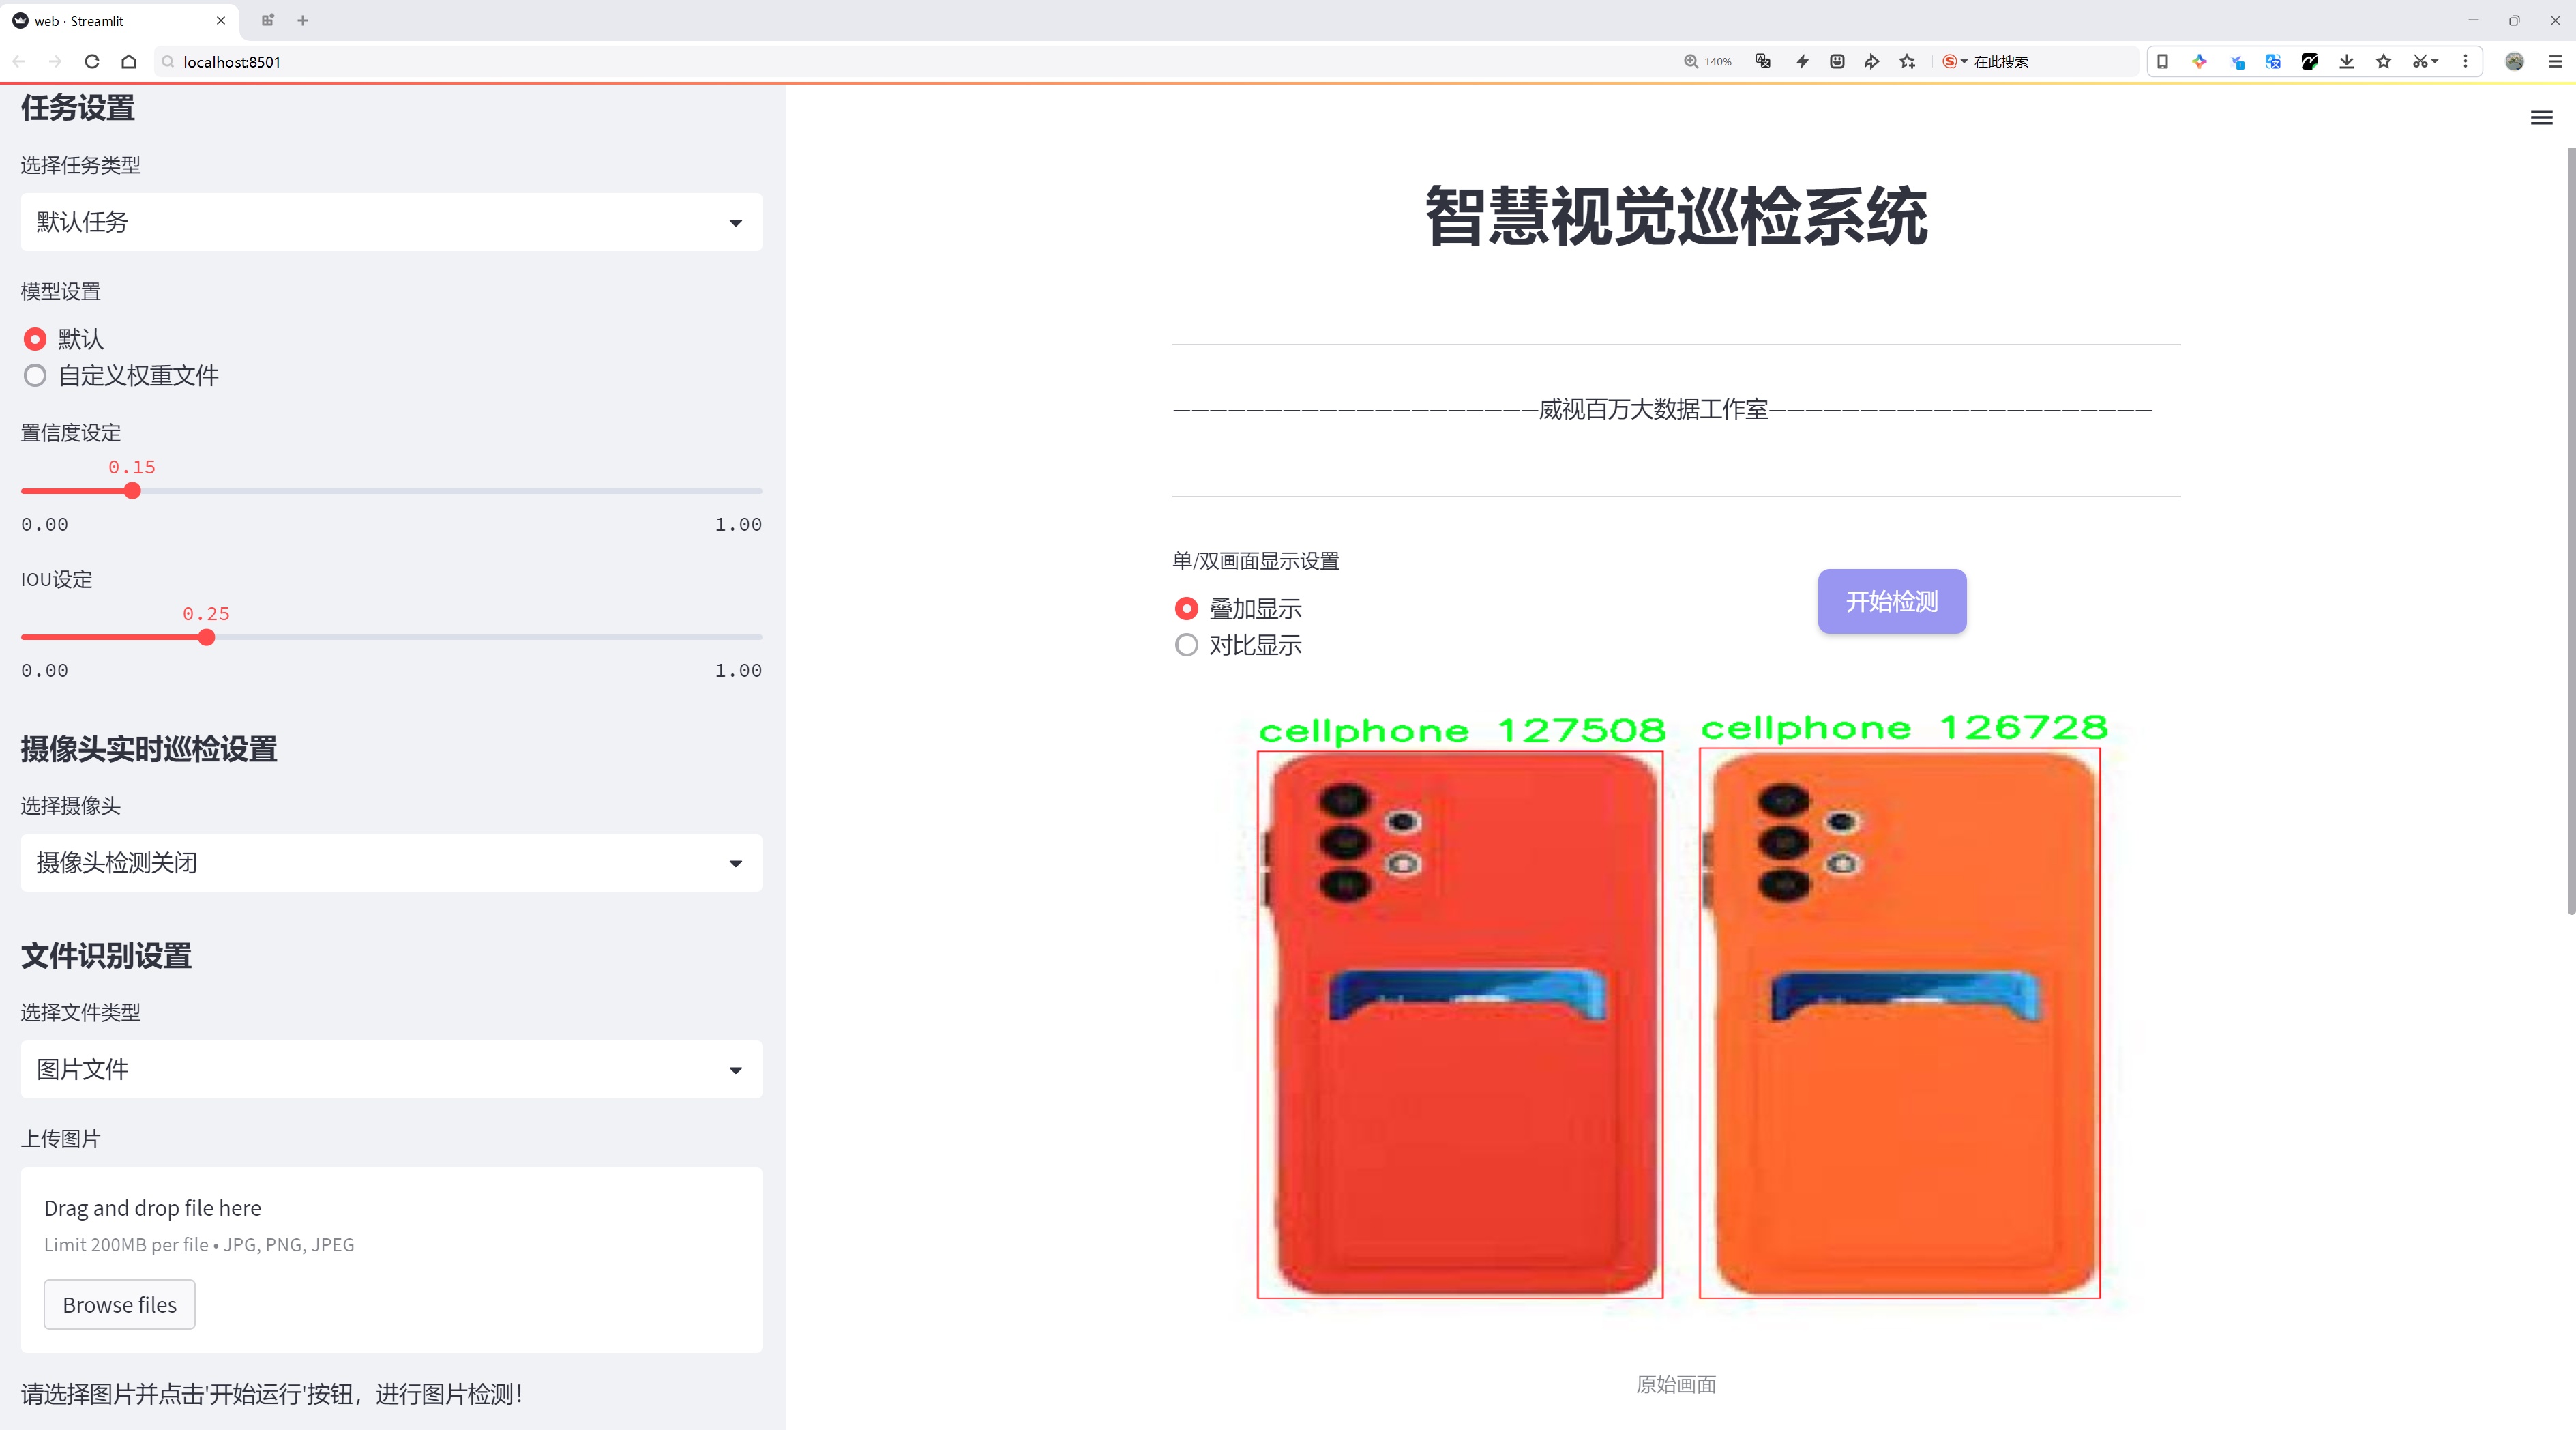 web · Streamlit
localhost:8501
140%
在此搜索
任务设置
选择任务类型
默认任务
模型设置
默认
自定义权重文件
置信度设定
0.15
0.00 1.00
IOU设定
0.25
0.00 1.00
摄像头实时巡检设置
选择摄像头
摄像头检测关闭
文件识别设置
选择文件类型
图片文件
上传图片
Drag and drop file here
Limit 200MB per file • JPG, PNG, JPEG
Browse files
请选择图片并点击'开始运行'按钮，进行图片检测！
智慧视觉巡检系统
————————————————————威视百万大数据工作室—————————————————————
单/双画面显示设置
叠加显示
对比显示
开始检测
cellphone 127508
cellphone 126728
原始画面